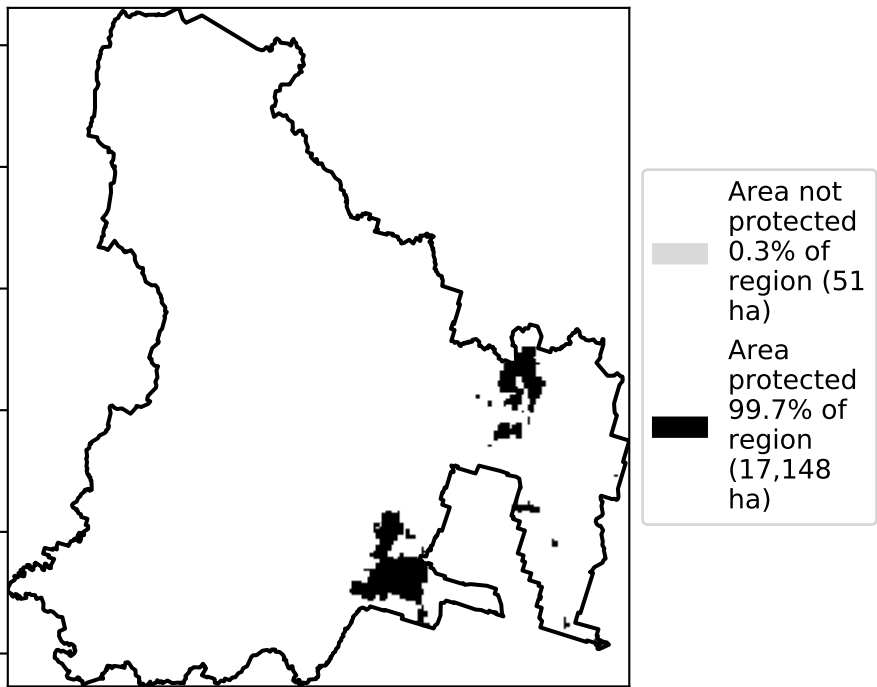 Area not
protected
0.3% of
region (51
ha)
Area
protected
99.7% of
region
(17,148
ha)